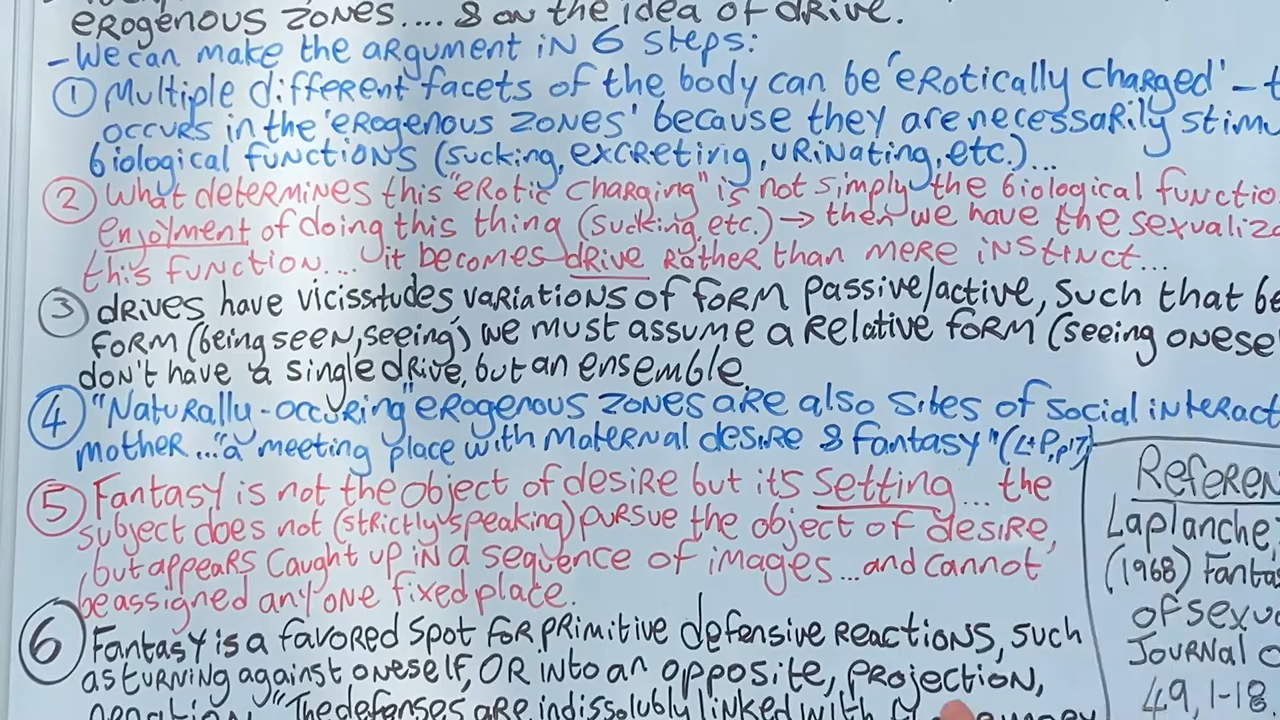 EROGENOUS ZONES.... & ON the idea of dRiVE.
- We can make the argument in 6 steps:
① Multiple different facets of the body can be 'erotically charged' -
occurs in the 'erogenous zones' because they are necessarily
biological functions (sucking, excreting, urinating, etc.)...
② What determines this "erotic charging" is not simply the biological
enjoyment of doing this thing (sucking, etc.) → then we have the
this function.... it becomes drive rather than mere instinct...
③ drives have vicissitudes, variations of form passive/active, such that
form (being seen, seeing) we must assume a relative form (seeing
don't have a single drive, but an ensemble.
④ "Naturally-occuring" erogenous zones are also sites of social
mother... "a meeting place with maternal desire & fantasy" (L+P, p17)
⑤ Fantasy is not the object of desire but its setting... the
subject does not (strictly speaking) pursue the object of desire,
but appears caught up in a sequence of images... and cannot
be assigned any one fixed place.
⑥ Fantasy is a favored spot for primitive defensive reactions, such
as turning against oneself, or into an opposite, projection,
"The defenses are indissolubly linked with
Laplanche,
(1968)
of
Journal
49, 1-18.